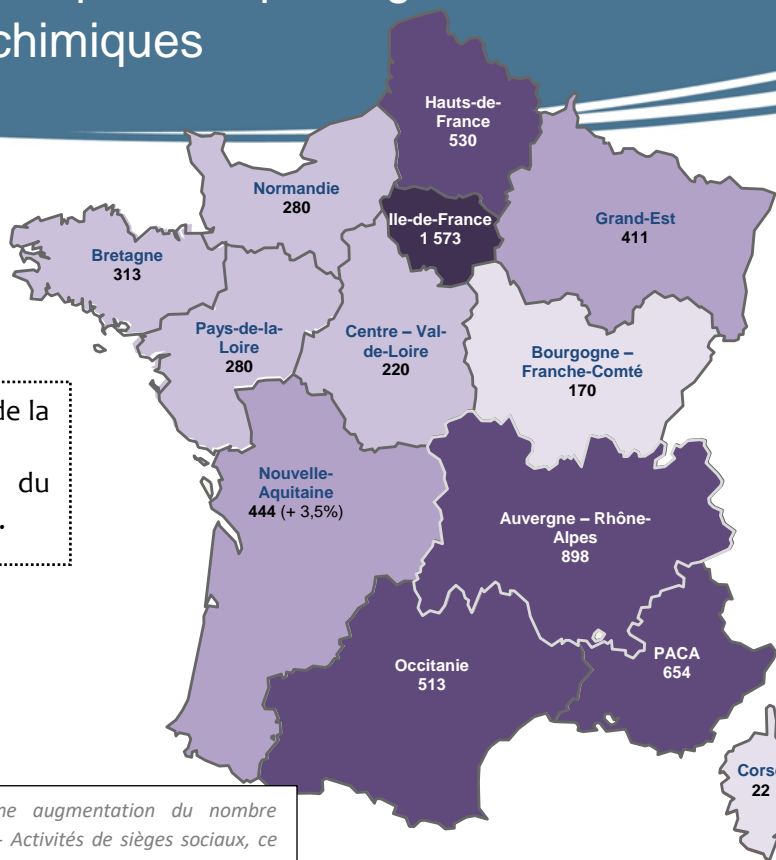 chimiques
Hauts-de-
France
530
Normandie
280
Ile-de-France
1 573
Grand-Est
411
Bretagne
313
Pays-de-la-
Loire
280
Centre – Val-
de-Loire
220
Bourgogne –
Franche-Comté
170
de la
du
.
Nouvelle-
Aquitaine
444 (+ 3,5%)
Auvergne – Rhône-
Alpes
898
Occitanie
513
PACA
654
22
augmentation du nombre
- Activités de sièges sociaux, ce